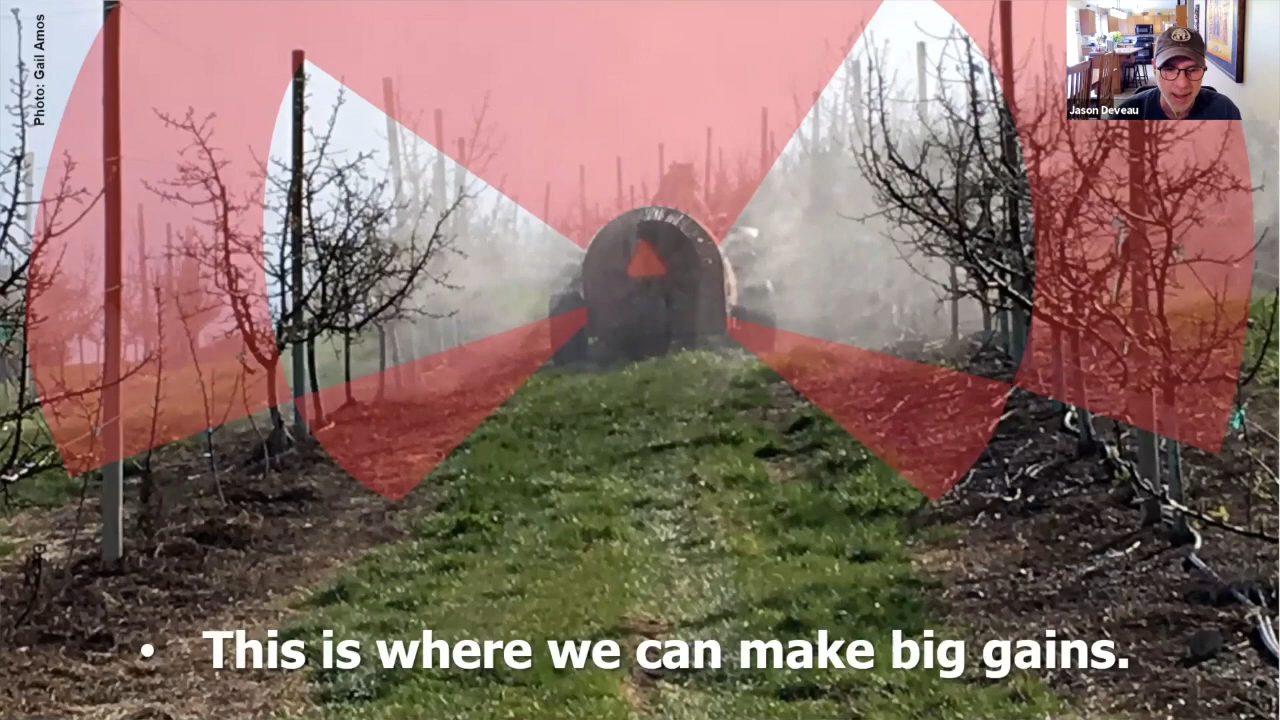 Photo: Gail Amos
Jason Deveau
• This is where we can make big gains.